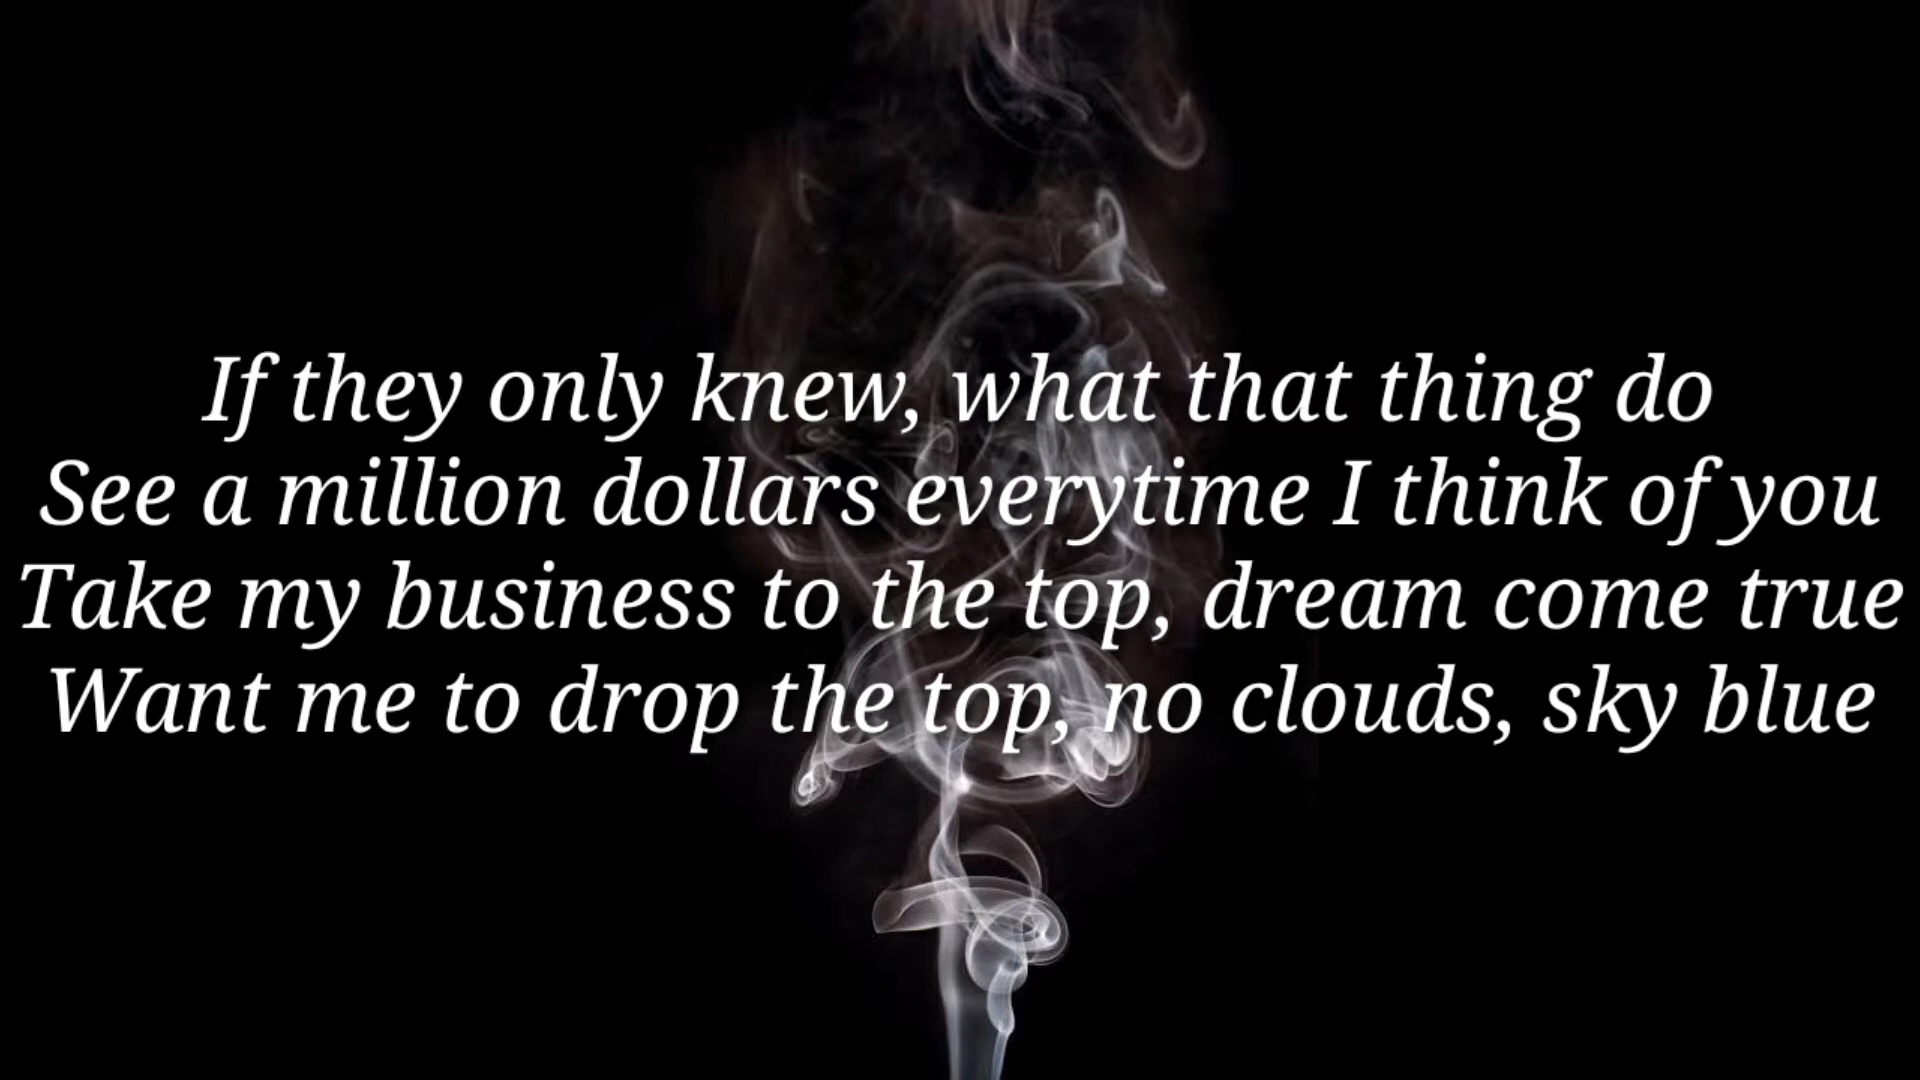 If they only knew, what that thing do
See a million dollars everytime I think of you
Take my business to the top, dream come true
Want me to drop the top, no clouds, sky blue